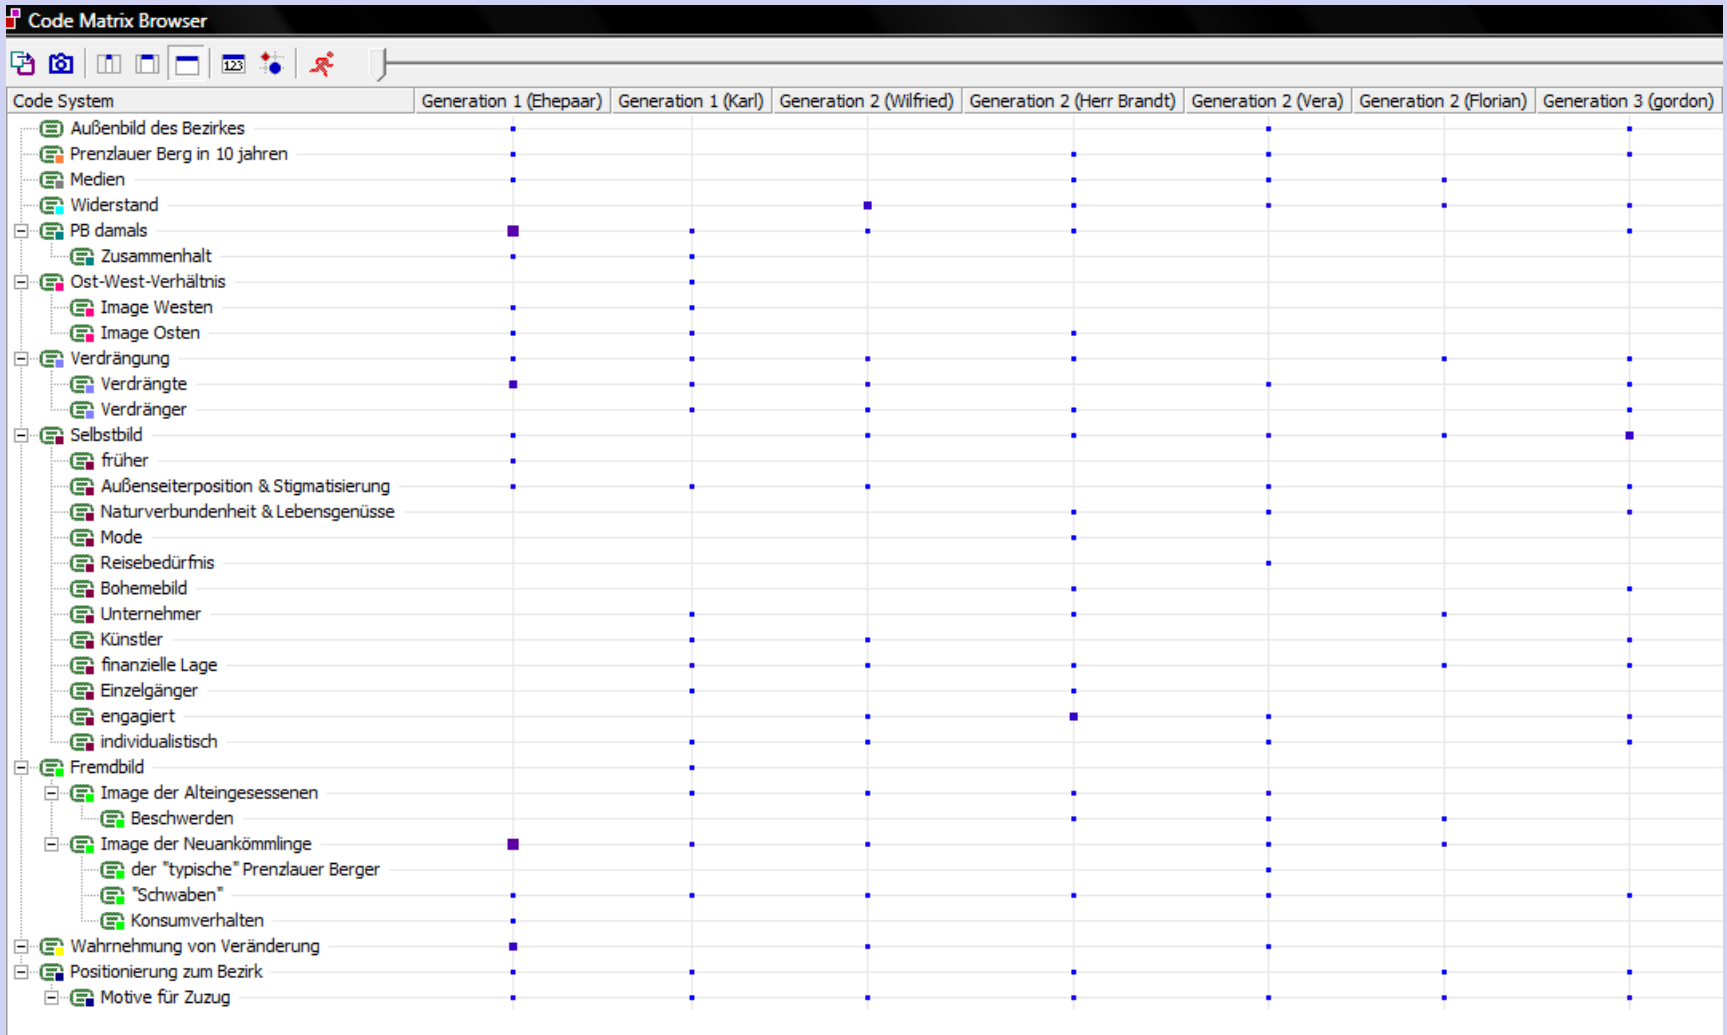 Code Matrix Browser
123
Code System Generation 1 (Ehepaar) Generation 1 (Karl) Generation 2 (Wilfried) Generation 2 (Herr Brandt) Generation 2 (Vera) Generation 2 (Florian) Generation 3 (gordon)
Außenbild des Bezirkes
Prenzlauer Berg in 10 jahren
Medien
Widerstand
PB damals
Zusammenhalt
Ost-West-Verhältnis
Image Westen
Image Osten
Verdrängung
Verdrängte
Verdränger
Selbstbild
früher
Außenseiterposition & Stigmatisierung
Naturverbundenheit & Lebensgenüsse
Mode
Reisebedürfnis
Bohemebild
Unternehmer
Künstler
finanzielle Lage
Einzelgänger
engagiert
individualistisch
Fremdbild
Image der Alteingesessenen
Beschwerden
Image der Neuankömmlinge
der "typische" Prenzlauer Berger
"Schwaben"
Konsumverhalten
Wahrnehmung von Veränderung
Positionierung zum Bezirk
Motive für Zuzug